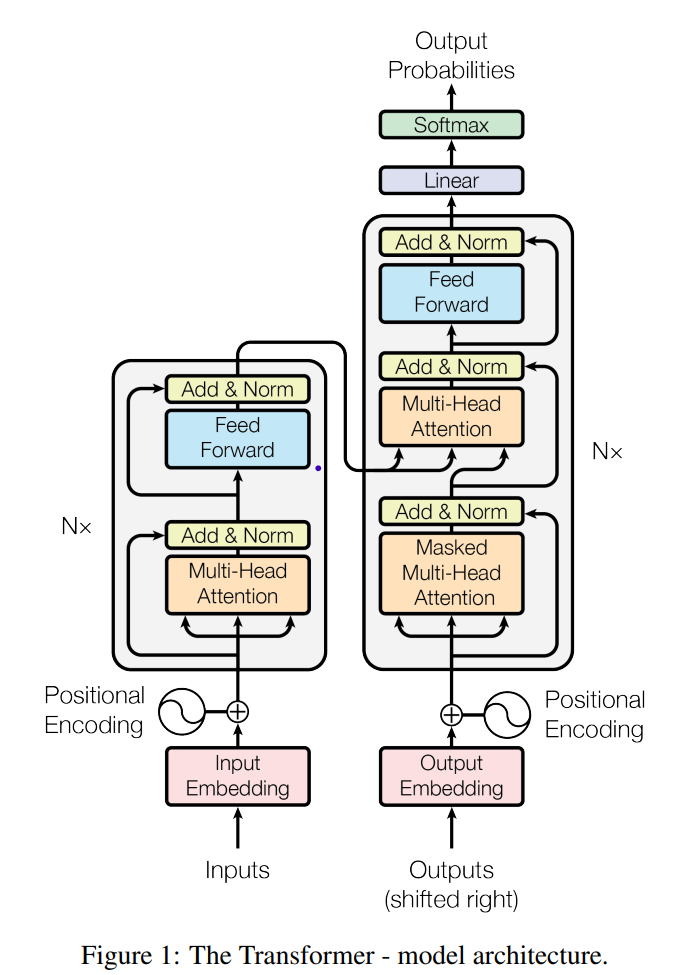 Output
Probabilities
Softmax
Linear
Add & Norm
Feed
Forward
Add & Norm
Multi-Head
Attention
Add & Norm
Masked
Multi-Head
Attention
N×
Add & Norm
Feed
Forward
Add & Norm
Multi-Head
Attention
N×
Positional
Encoding
Positional
Encoding
Input
Embedding
Output
Embedding
Inputs
Outputs
(shifted right)
Figure 1: The Transformer - model architecture.